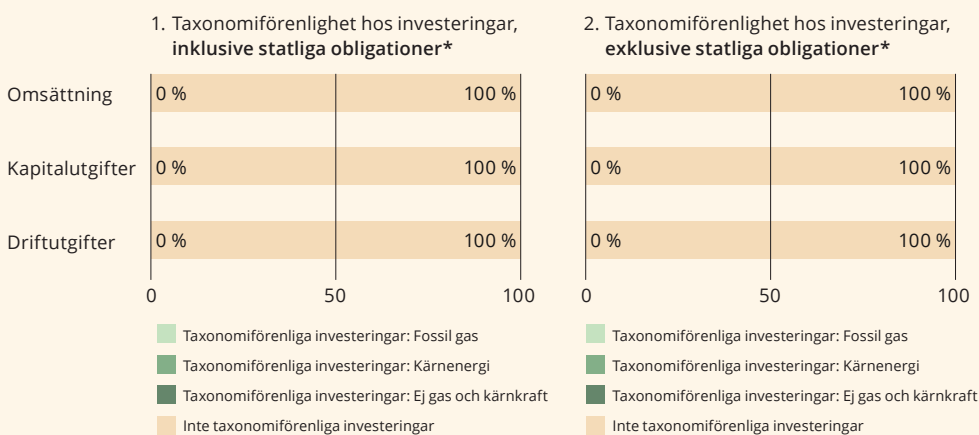 1. Taxonomiförenlighet hos investeringar,
inklusive statliga obligationer*
Omsättning 0 % 100 %
Kapitalutgifter 0 % 100 %
Driftutgifter 0 % 100 %
0 50 100
Taxonomiförenliga investeringar: Fossil gas
Taxonomiförenliga investeringar: Kärnenergi
Taxonomiförenliga investeringar: Ej gas och kärnkraft
Inte taxonomiförenliga investeringar
2. Taxonomiförenlighet hos investeringar,
exklusive statliga obligationer*
0 % 100 %
0 % 100 %
0 % 100 %
0 50 100
Taxonomiförenliga investeringar: Fossil gas
Taxonomiförenliga investeringar: Kärnenergi
Taxonomiförenliga investeringar: Ej gas och kärnkraft
Inte taxonomiförenliga investeringar